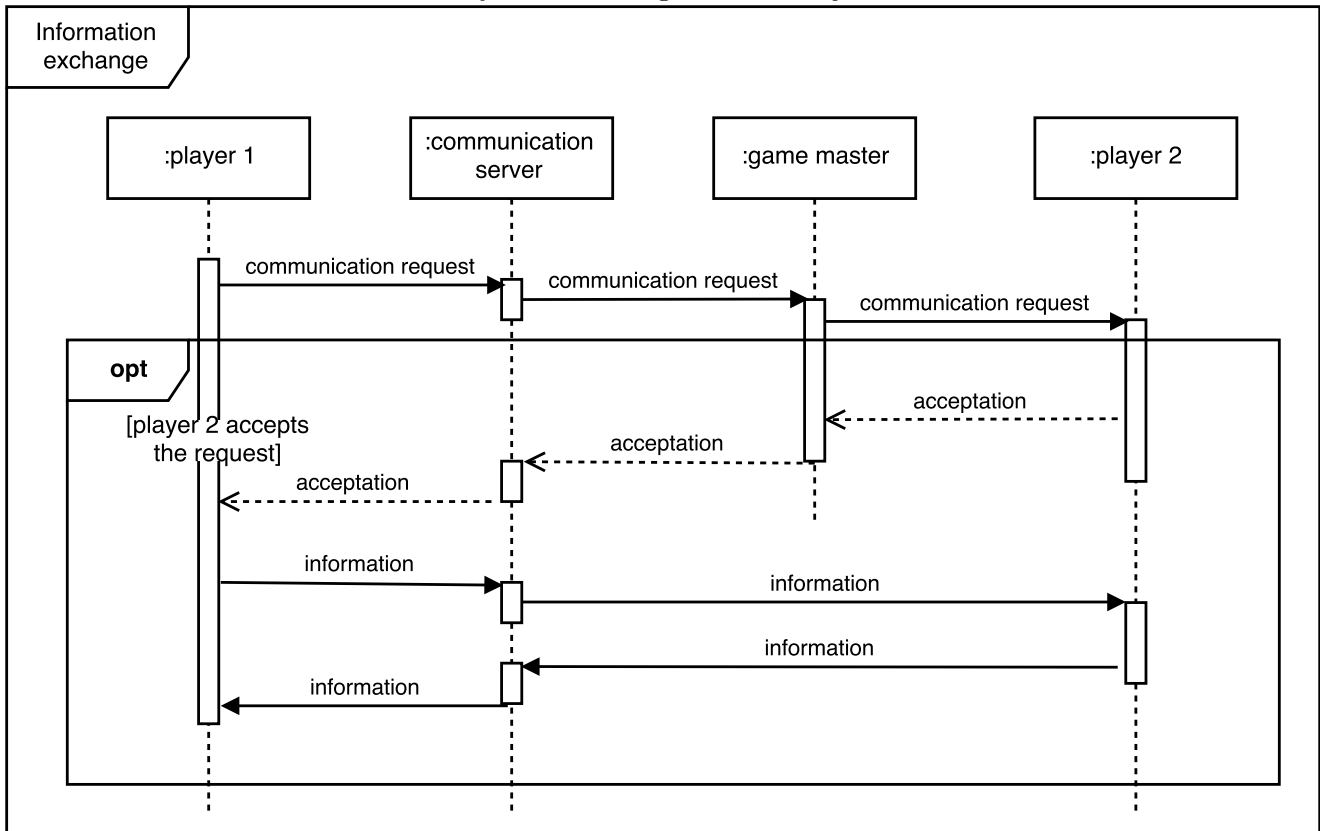 Information
exchange
:player 1
:communication
server
:game master
:player 2
communication request
communication request
communication request
opt
[player 2 accepts
the request]
acceptation
acceptation
acceptation
information
information
information
information